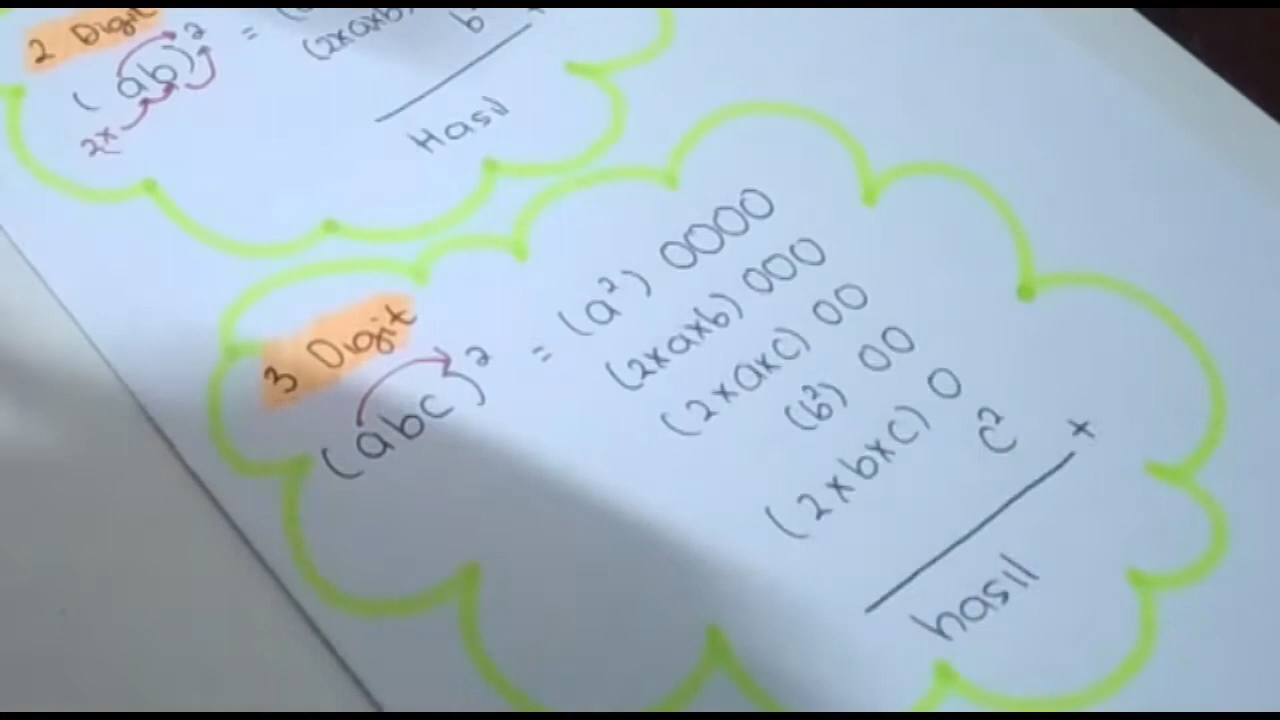 2 Digit
(ab)² =
2x
(2xaxb)
b
+
Hasil
3 Digit
(abc)² = (a²) 0000
(2xaxb) 000
(2xaxc) 00
(b²) 00
(2xbxc) 0
c²
+
hasil